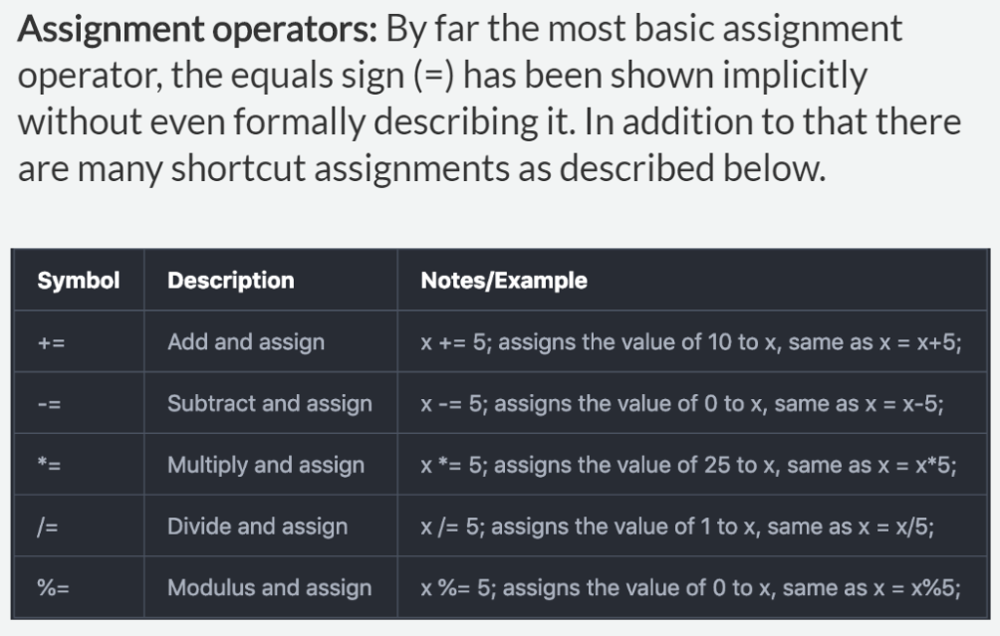 Assignment operators: By far the most basic assignment
operator, the equals sign (=) has been shown implicitly
without even formally describing it. In addition to that there
are many shortcut assignments as described below.
Symbol Description Notes/Example
+= Add and assign x += 5; assigns the value of 10 to x, same as x = x+5;
-= Subtract and assign x -= 5; assigns the value of 0 to x, same as x = x-5;
*= Multiply and assign x *= 5; assigns the value of 25 to x, same as x = x*5;
/= Divide and assign x /= 5; assigns the value of 1 to x, same as x = x/5;
%= Modulus and assign x %= 5; assigns the value of 0 to x, same as x = x%5;